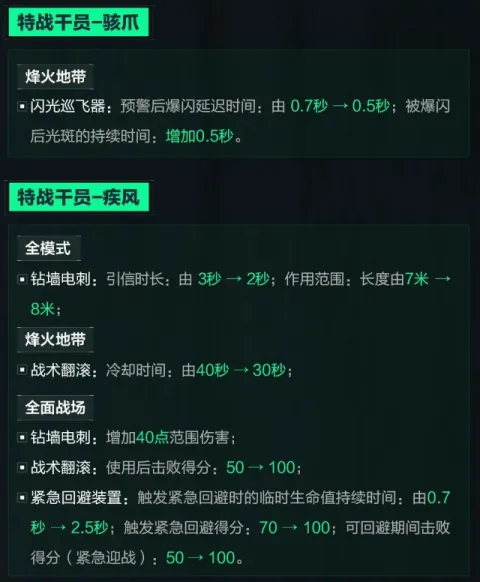 特战干员-骇爪
烽火地带
闪光巡飞器：预警后爆闪延迟时间：由 0.7秒 → 0.5秒；被爆闪
后光斑的持续时间：增加0.5秒。
特战干员-疾风
全模式
钻墙电刺：引信时长：由 3秒 → 2秒；作用范围：长度由7米 →
8米；
烽火地带
战术翻滚：冷却时间：由40秒 → 30秒；
全面战场
钻墙电刺：增加40点范围伤害；
战术翻滚：使用后击败得分：50 → 100；
紧急回避装置：触发紧急回避时的临时生命值持续时间：由0.7
秒 → 2.5秒；触发紧急回避得分：70 → 100；可回避期间击败
得分（紧急迎战）：50 → 100。